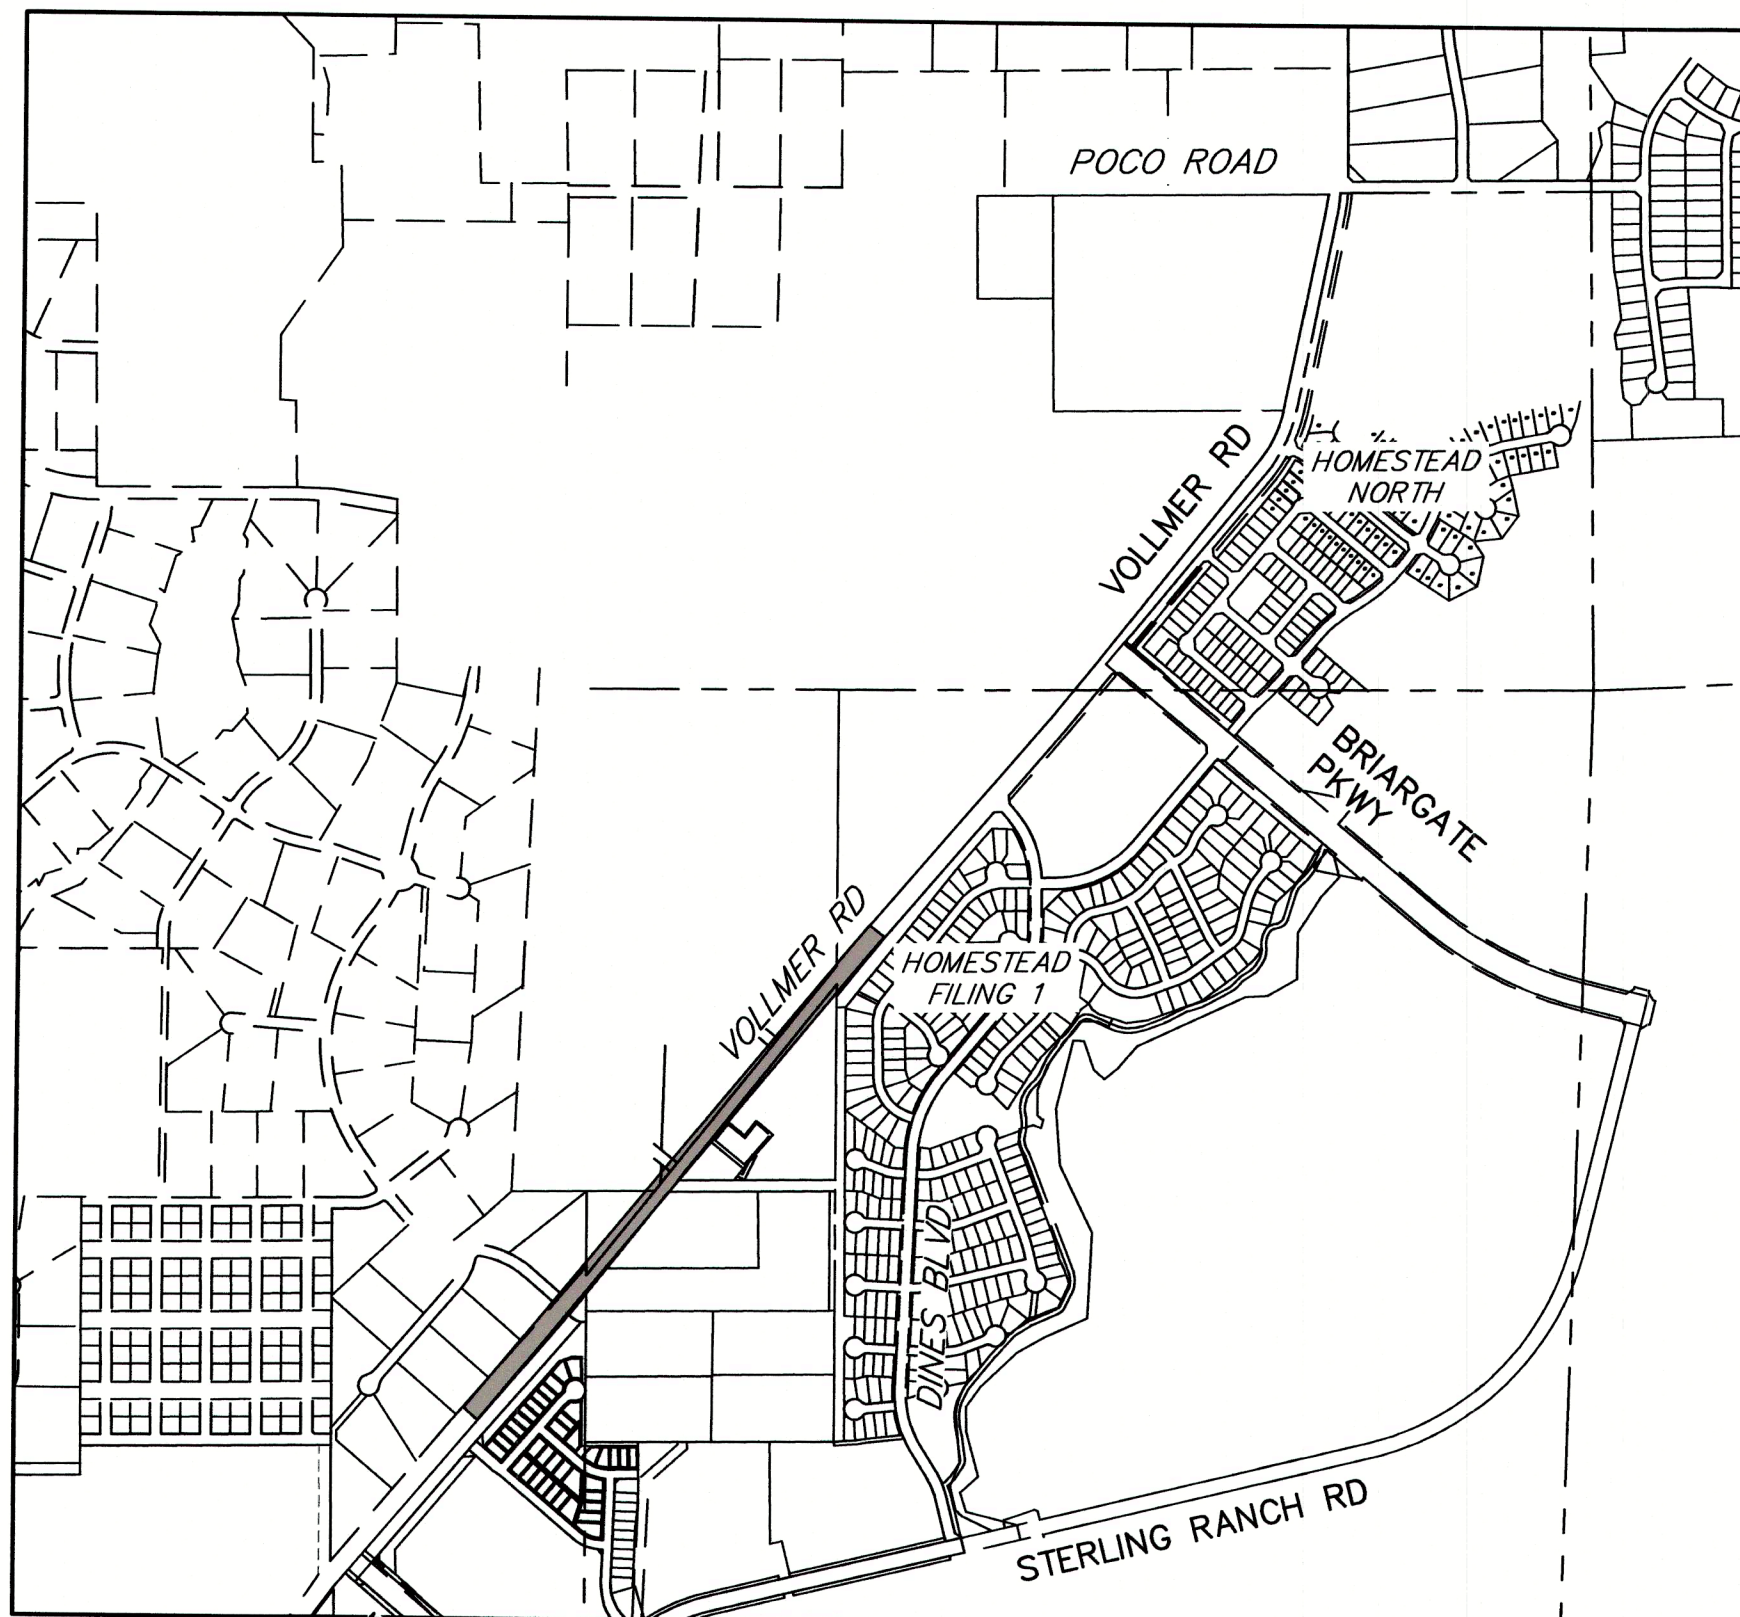 POCO ROAD
VOLLMER RD
HOMESTEAD
NORTH
BRIARGATE
PKWY
VOLLMER RD
HOMESTEAD
FILING 1
DINES BLVD
STERLING RANCH RD